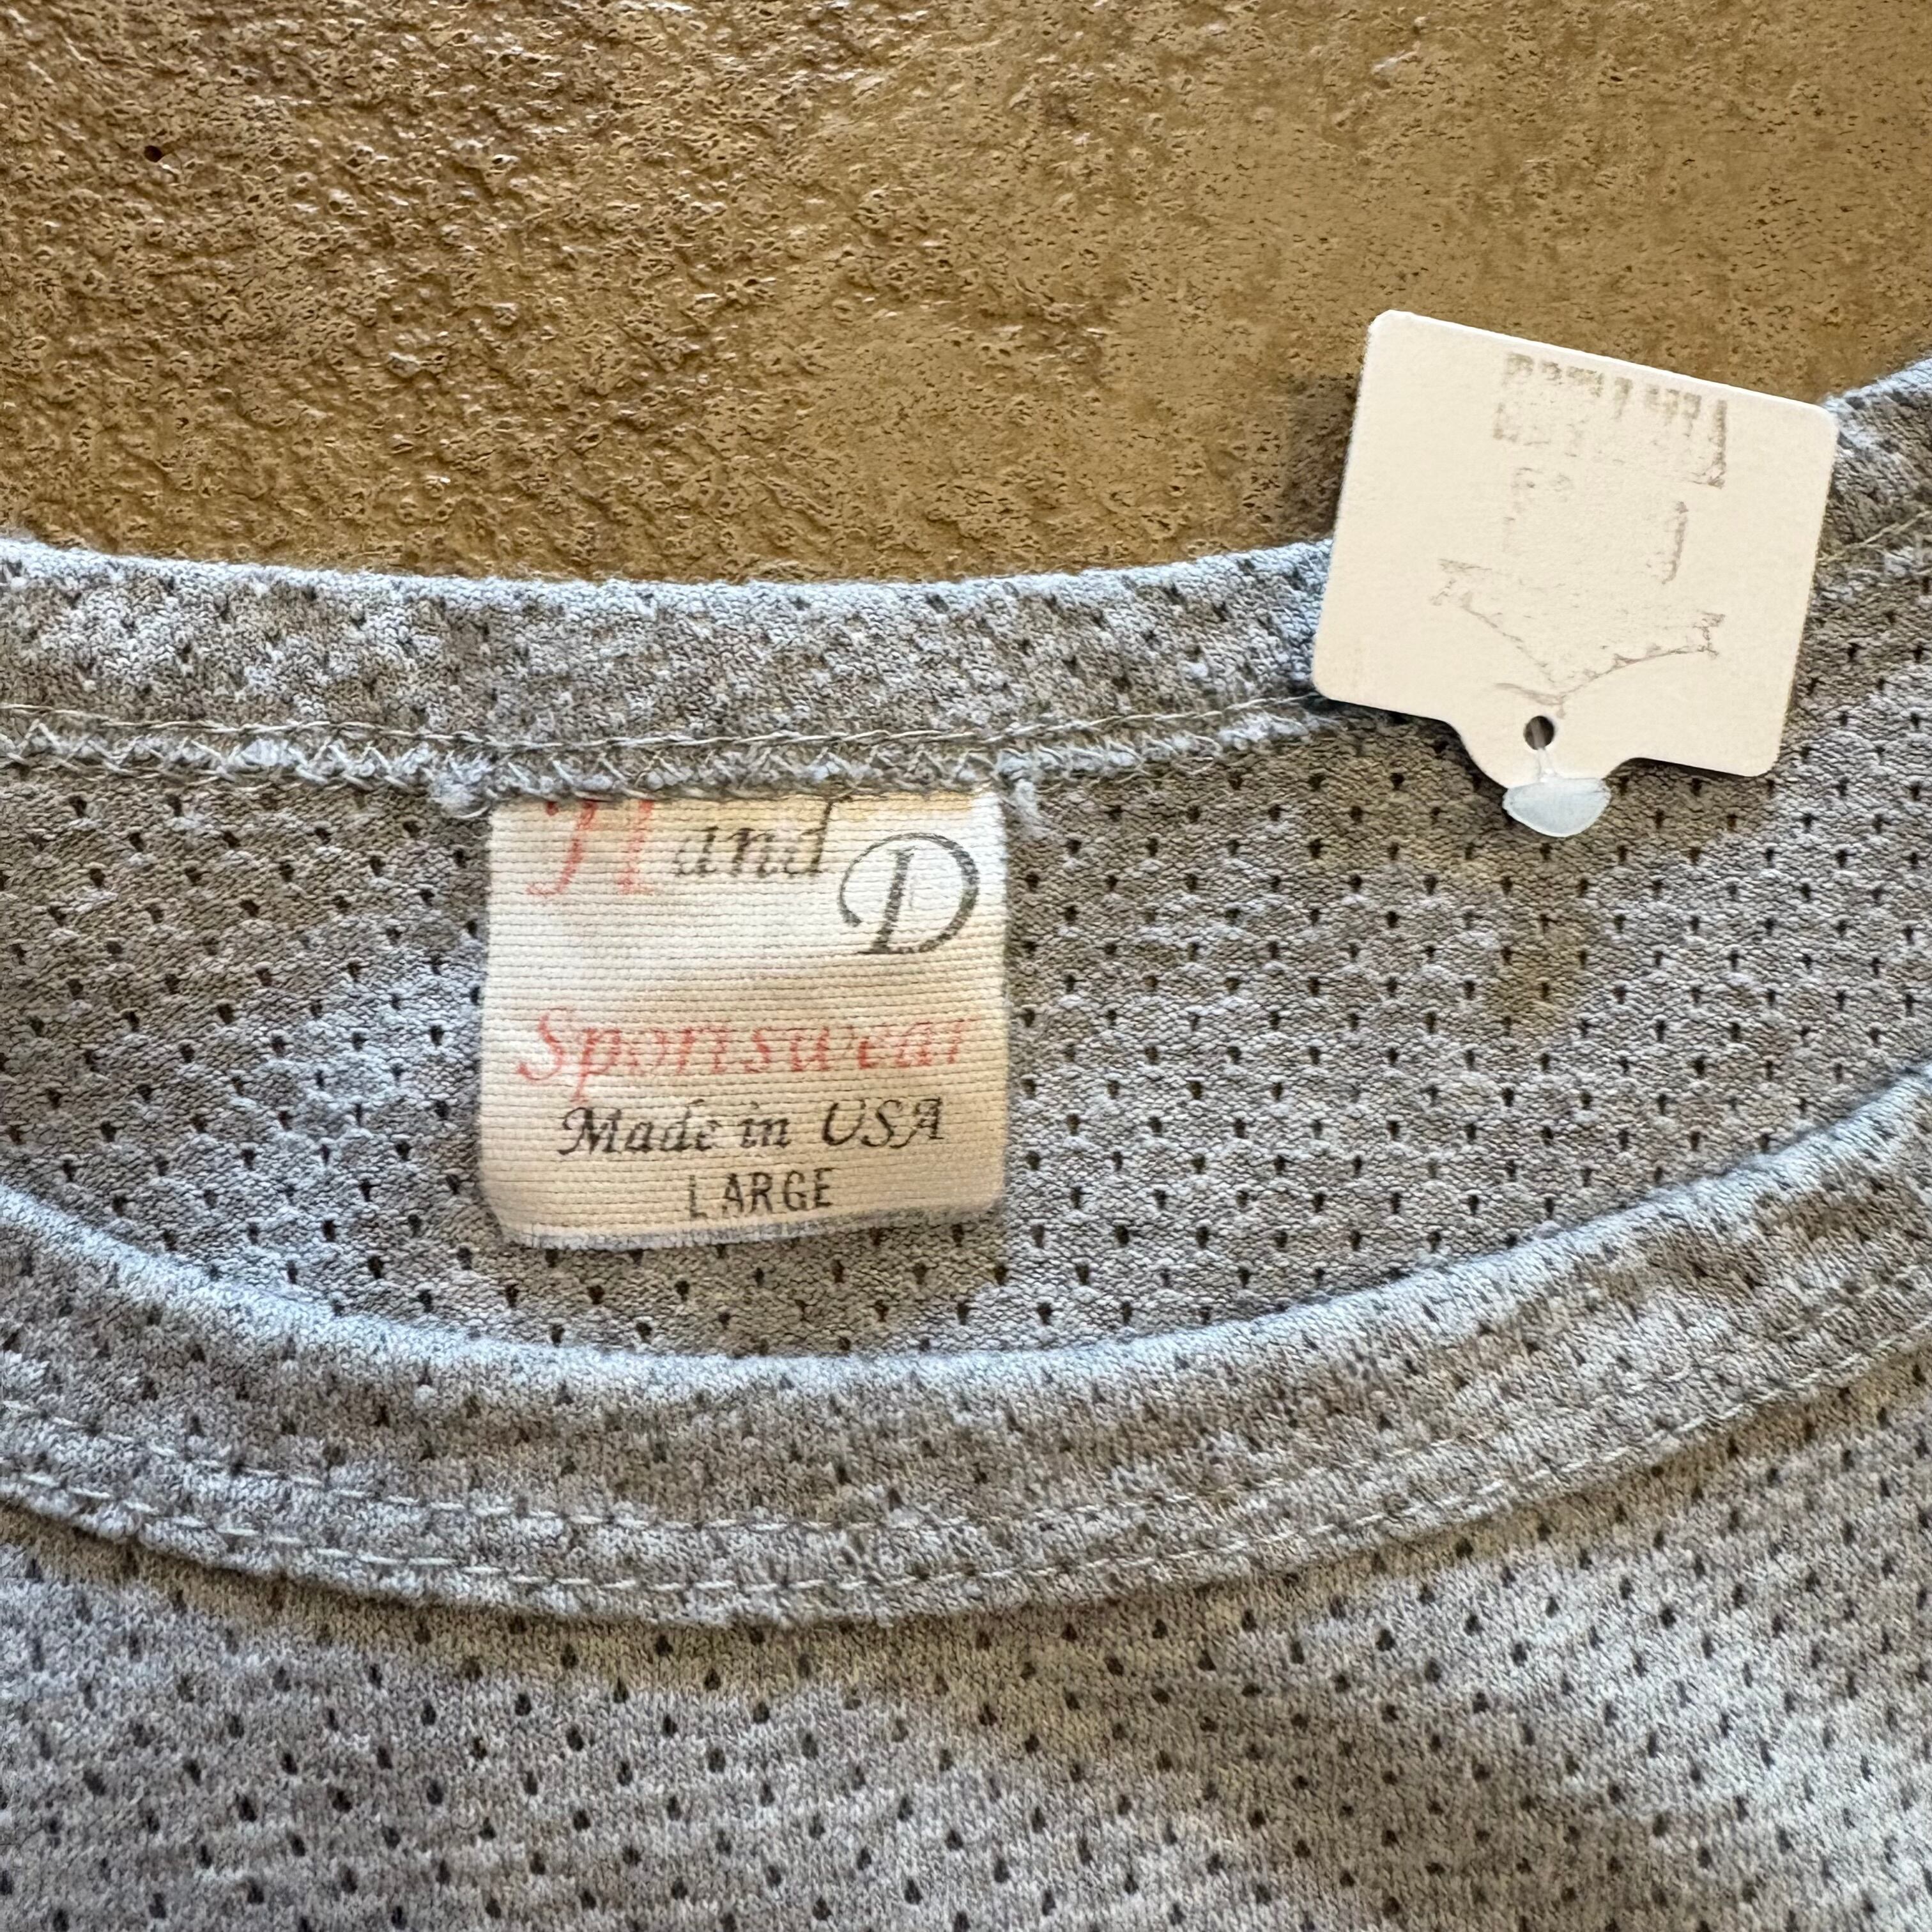 H and D
Sportswear
Made in USA
LARGE